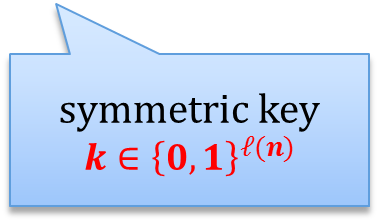 symmetric key
k ∈ {0, 1}^ℓ(n)